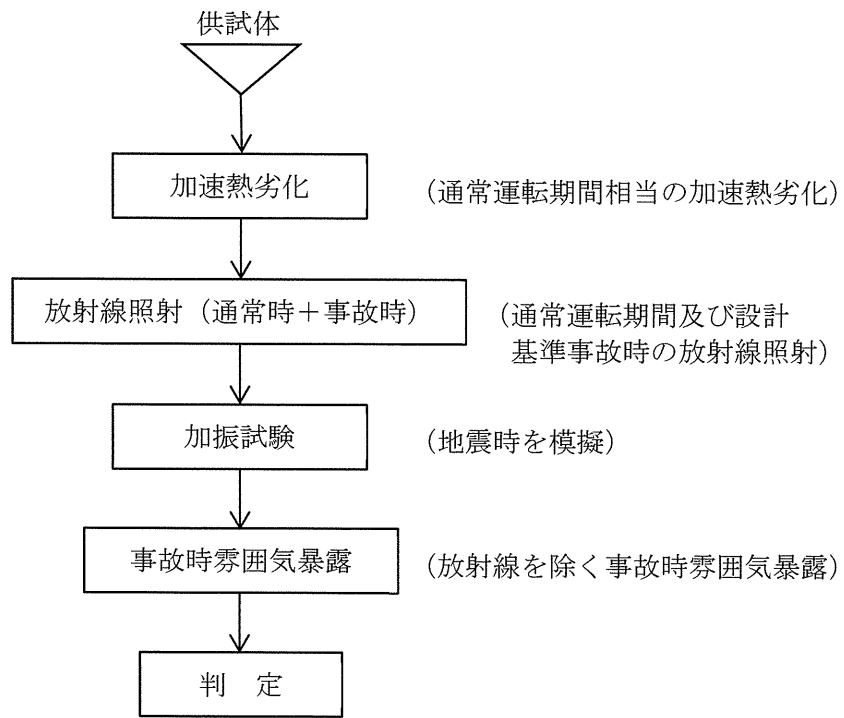 供試体
加速熱劣化
(通常運転期間相当の加速熱劣化)
放射線照射(通常時+事故時)
(通常運転期間及び設計
基準事故時の放射線照射)
加振試験
(地震時を模擬)
事故時雰囲気暴露
(放射線を除く事故時雰囲気暴露)
判 定